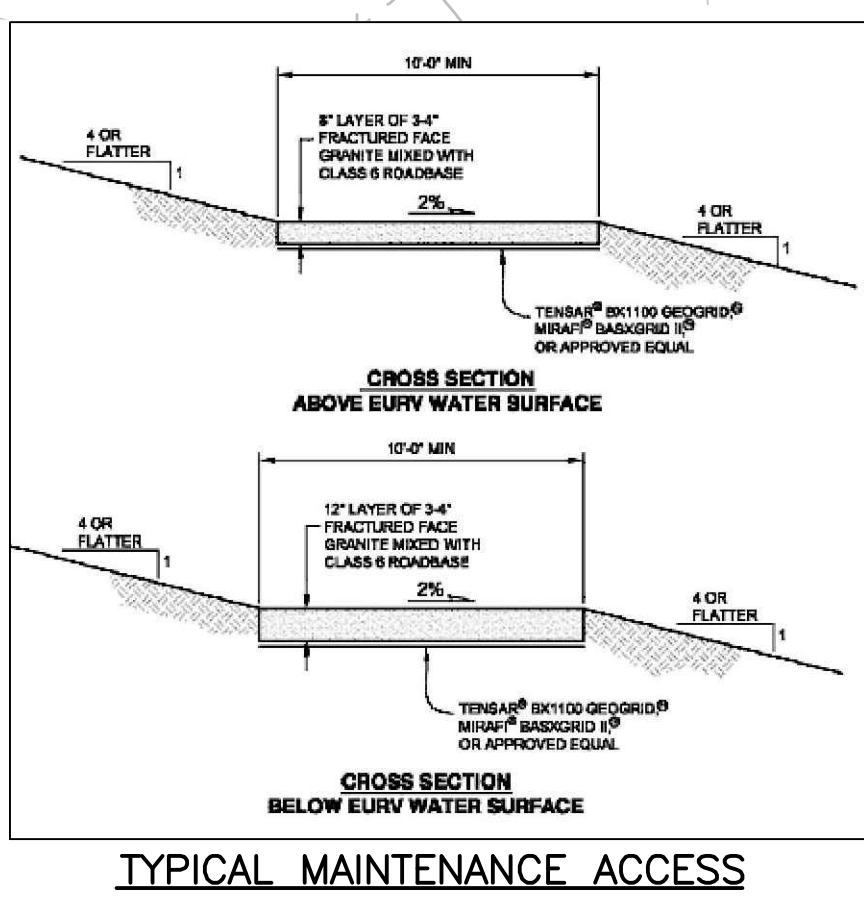 10'-0" MIN
8" LAYER OF 3-4"
FRACTURED FACE
GRANITE MIXED WITH
CLASS 6 ROADBASE
4 OR
FLATTER
1
2%
4 OR
FLATTER
1
TENSAR® BX1100 GEOGRID,®
MIRAFI® BASXGRID II,®
OR APPROVED EQUAL
CROSS SECTION
ABOVE EURV WATER SURFACE
10'-0" MIN
12" LAYER OF 3-4"
FRACTURED FACE
GRANITE MIXED WITH
CLASS 6 ROADBASE
4 OR
FLATTER
1
2%
4 OR
FLATTER
1
TENSAR® BX1100 GEOGRID,®
MIRAFI® BASXGRID II,®
OR APPROVED EQUAL
CROSS SECTION
BELOW EURV WATER SURFACE
TYPICAL MAINTENANCE ACCESS